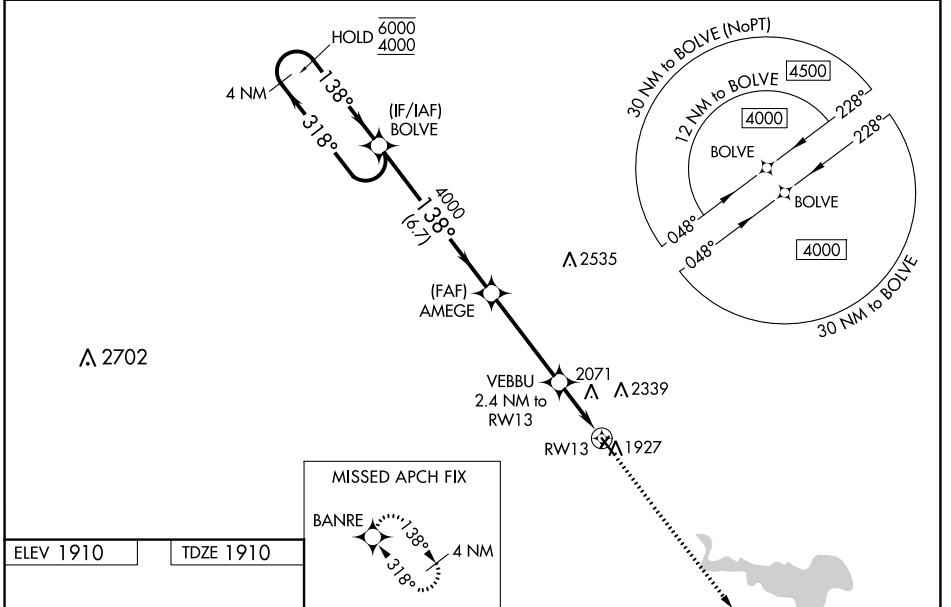 HOLD 6000
4000
4 NM
138°
318°
(IF/IAF)
BOLVE
4000
138°
(6.7)
(FAF)
AMEGE
2535
2702
VEBBU
2.4 NM to
RW13
2071
2339
RW13
1927
30 NM to BOLVE (NoPT)
4500
12 NM to BOLVE
4000
228°
228°
BOLVE
BOLVE
048°
048°
4000
30 NM to BOLVE
MISSED APCH FIX
BANRE
138°
4 NM
318°
ELEV 1910
TDZE 1910